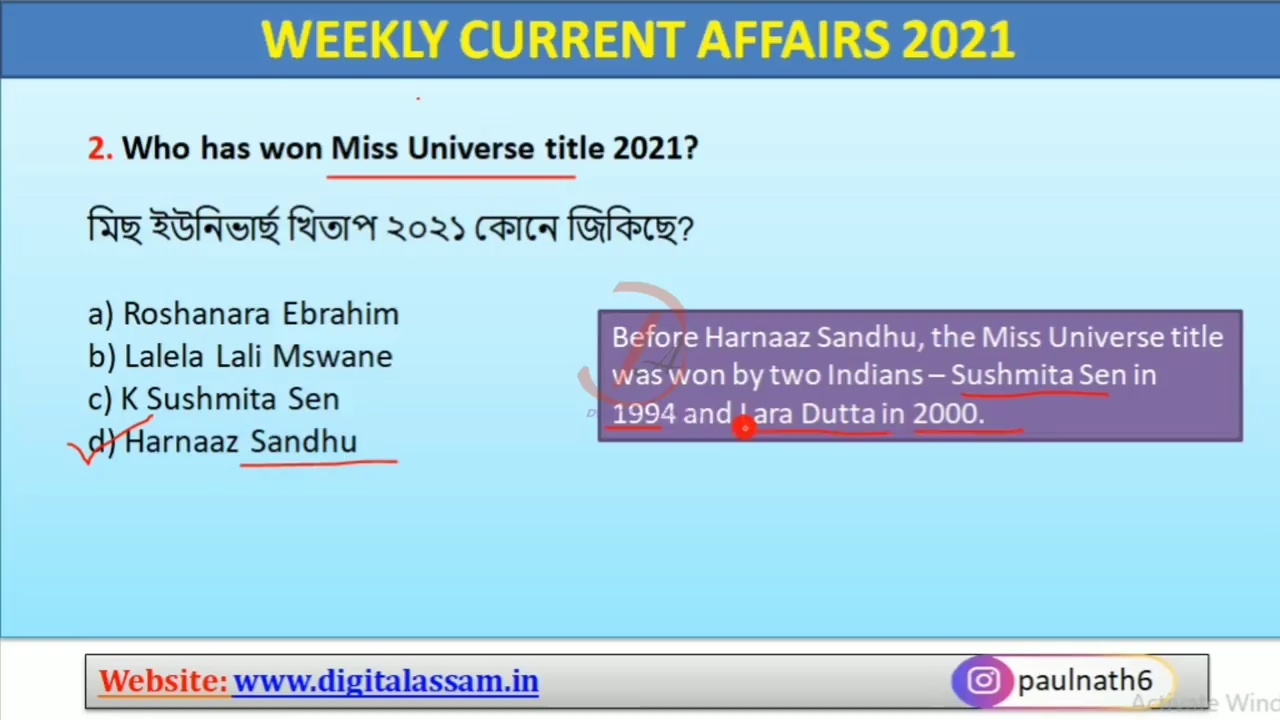 WEEKLY CURRENT AFFAIRS 2021
2. Who has won Miss Universe title 2021?
মিছ ইউনিভাৰ্ছ খিতাপ ২০২১ কোনে জিকিছে?
a) Roshanara Ebrahim
b) Lalela Lali Mswane
c) K Sushmita Sen
d) Harnaaz Sandhu
Before Harnaaz Sandhu, the Miss Universe title
was won by two Indians – Sushmita Sen in
1994 and Lara Dutta in 2000.
Website: www.digitalassam.in
paulnath6
Activate Wind